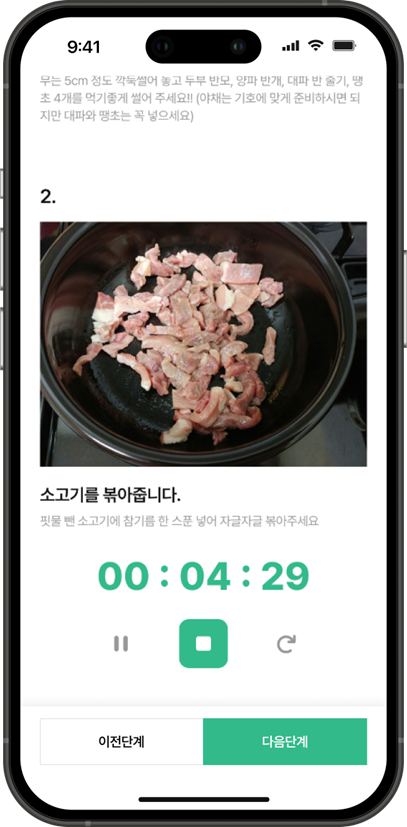 9:41
무는 5cm 정도 깍둑썰어 놓고 두부 반모, 양파 반개, 대파 반 줄기, 땡
초 4개를 먹기좋게 썰어 주세요!! (야채는 기호에 맞게 준비하시면 되
지만 대파와 땡초는 꼭 넣으세요)
2.
소고기를 볶아줍니다.
핏물 뺀 소고기에 참기름 한 스푼 넣어 자글자글 볶아주세요
00 : 04 : 29
이전단계 다음단계